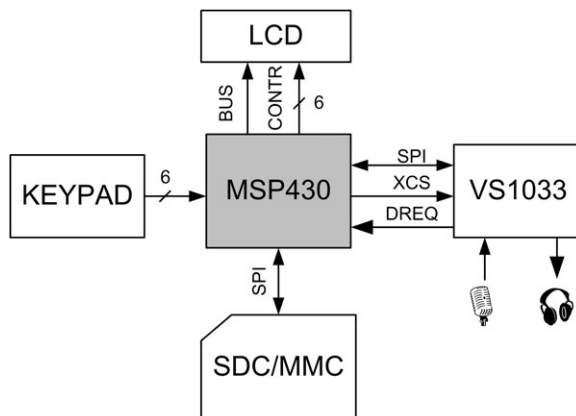 LCD
BUS
CONTR
6
KEYPAD
6
MSP430
SPI
XCS
DREQ
VS1033
SPI
SDC/MMC